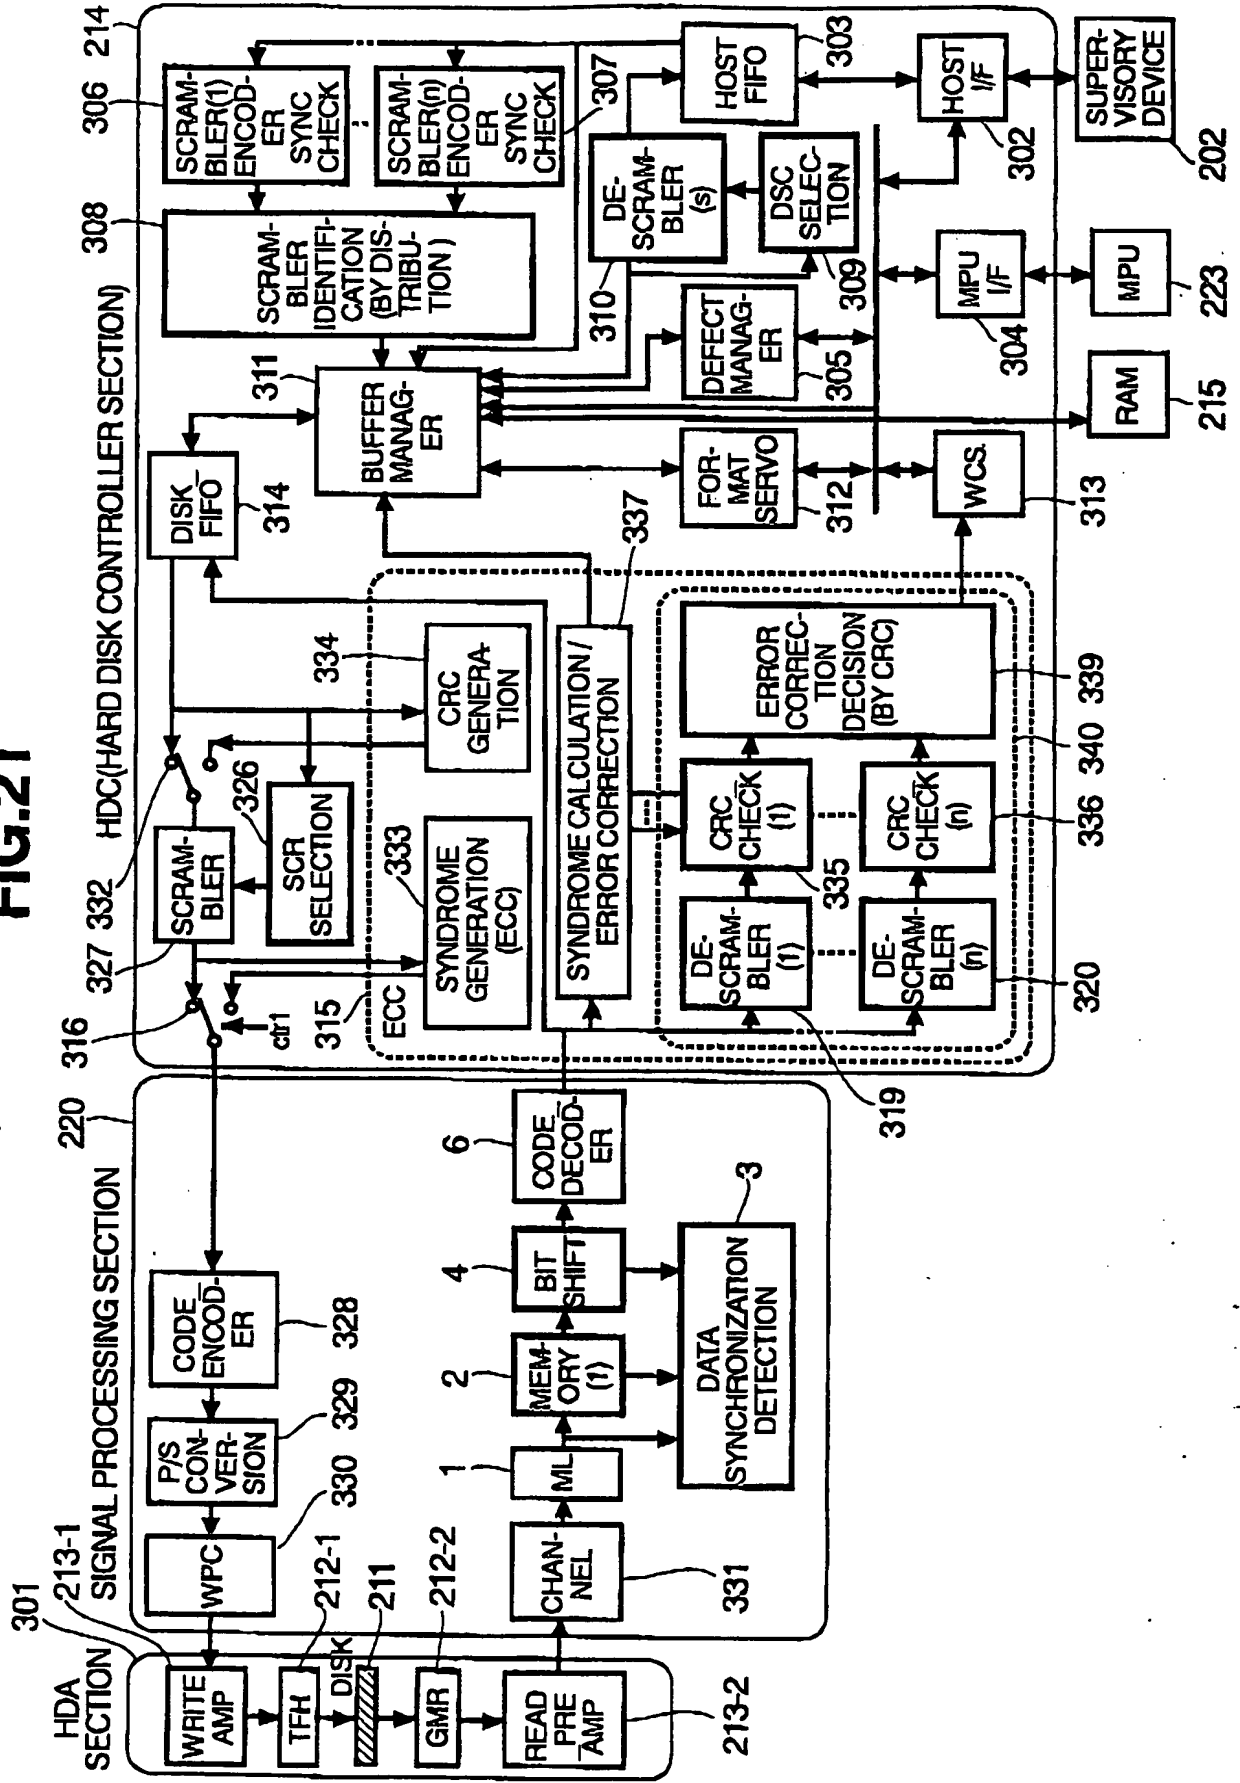 FIG.21
HDA
SECTION
301
213-1
WRITE
AMP
TFH
212-1
DISK
211
GMR
212-2
READ
PRE
_AMP
213-2
SIGNAL PROCESSING SECTION
220
WPC
330
P/S
CON-
VER-
SION
329
CODE_
ENCOD-
ER
328
CHAN-
NEL
331
ML
1
MEM-
ORY
(1)
2
BIT_
SHIFT
4
CODE_
DECOD-
ER
6
DATA
SYNCHRONIZATION
DETECTION
3
HDC(HARD DISK CONTROLLER SECTION)
214
316
ctr1
327
SCRAM-
BLER
332
SCR
SELECTION
326
315
ECC
SYNDROME
GENERATION
(ECC)
333
CRC
GENERA-
TION
334
SYNDROME CALCULATION /
ERROR CORRECTION
337
DE-
SCRAM-
BLER
(1)
319
DE-
SCRAM-
BLER
(n)
320
CRC_
CHECK
(1)
335
CRC_
CHECK
(n)
336
ERROR
CORREC-
TION
DECISION
(BY CRC)
339
340
DISK_
FIFO
314
BUFFER
MANAG-
ER
311
SCRAM-
BLER
IDENTIFI-
CATION
(BY DIS-
TRIBU-
TION )
308
SCRAM-
BLER(1)
ENCOD-
ER
SYNC
CHECK
306
SCRAM-
BLER(n)
ENCOD-
ER
SYNC
CHECK
307
FOR-
MAT
SERVO
312
DEFECT
MANAG-
ER
305
DE-
SCRAM-
BLER
(s)
310
DSC
SELEC-
TION
309
HOST
FIFO
303
WCS.
313
MPU
I/F
304
HOST
I/F
302
RAM
215
MPU
223
SUPER-
VISORY
DEVICE
202